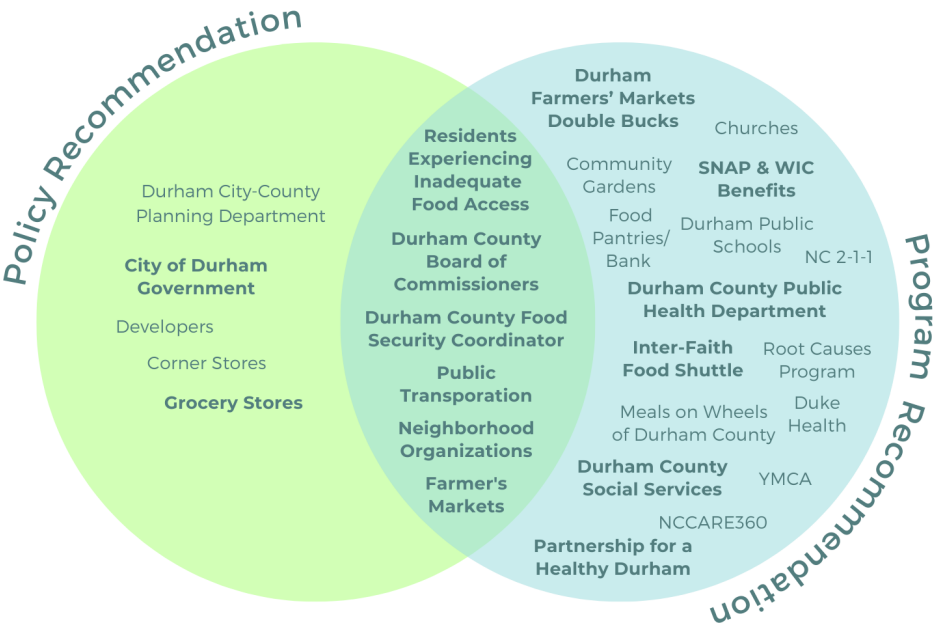 Policy Recommendation
Durham City-County
Planning Department
City of Durham
Government
Developers
Corner Stores
Grocery Stores
Residents
Experiencing
Inadequate
Food Access
Durham County
Board of
Commissioners
Durham County Food
Security Coordinator
Public
Transporation
Neighborhood
Organizations
Farmer's
Markets
Durham
Farmers’ Markets
Double Bucks
Churches
Community
Gardens
SNAP & WIC
Benefits
Food
Pantries/
Bank
Durham Public
Schools
NC 2-1-1
Durham County Public
Health Department
Inter-Faith
Food Shuttle
Root Causes
Program
Meals on Wheels
of Durham County
Duke
Health
Durham County
Social Services
YMCA
NCCARE360
Partnership for a
Healthy Durham
Program Recommendation